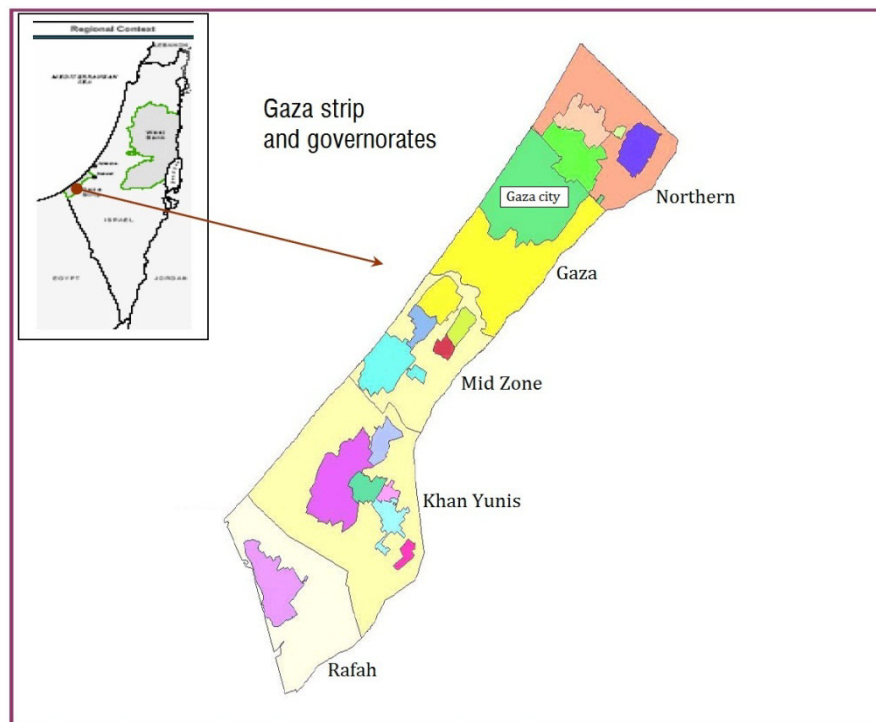 Regional Context
LEBANON
MEDITERRANEAN
SEA
West
Bank
ISRAEL
EGYPT
JORDAN
Gaza strip
and governorates
Gaza city
Northern
Gaza
Mid Zone
Khan Yunis
Rafah